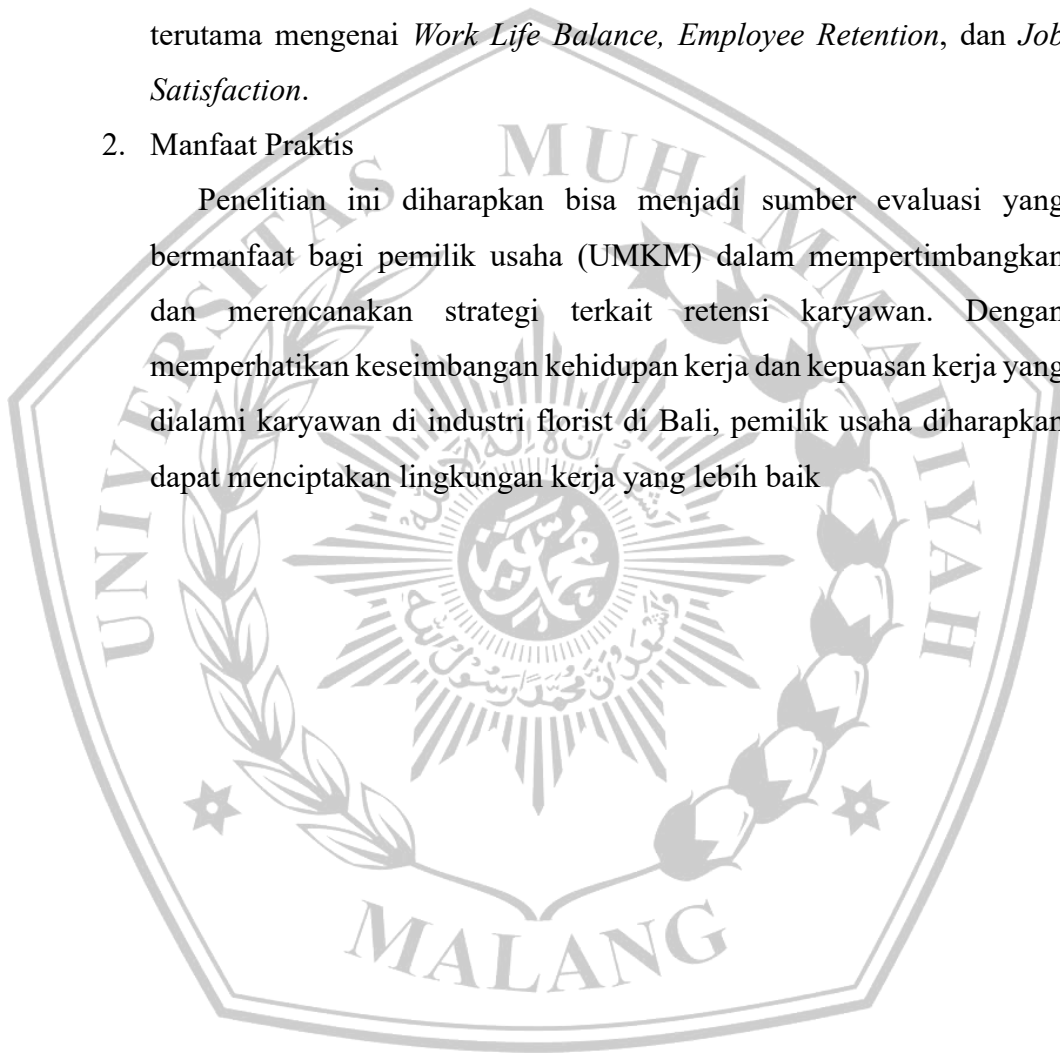 terutama mengenai Work Life Balance, Employee Retention, dan Job
Satisfaction.
2. Manfaat Praktis
Penelitian ini diharapkan bisa menjadi sumber evaluasi yang
bermanfaat bagi pemilik usaha (UMKM) dalam mempertimbangkan
dan merencanakan strategi terkait retensi karyawan. Dengan
memperhatikan keseimbangan kehidupan kerja dan kepuasan kerja yang
dialami karyawan di industri florist di Bali, pemilik usaha diharapkan
dapat menciptakan lingkungan kerja yang lebih baik
UNIVERSITAS MUHAMMADIYAH
MALANG